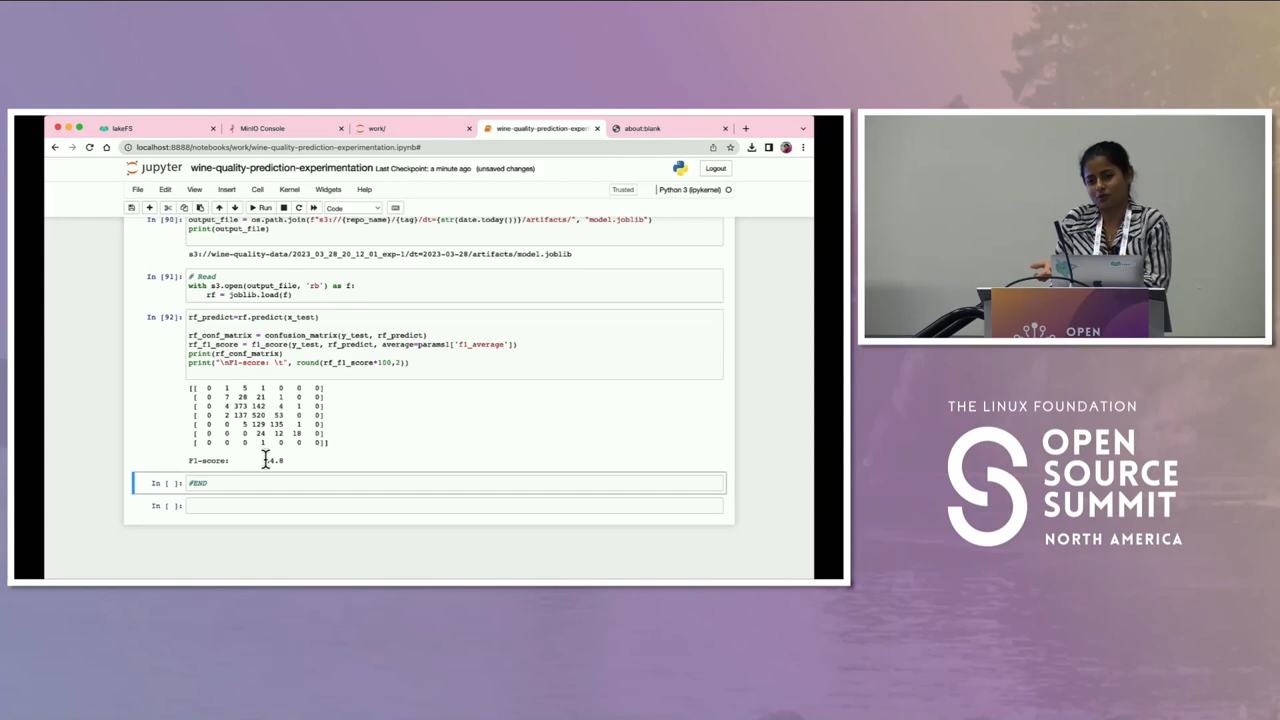 lakeFS
MinIO Console
work/
wine-quality-prediction-experi
about:blank
localhost:8888/notebooks/work/wine-quality-prediction-experimentation.ipynb#
jupyter wine-quality-prediction-experimentation Last Checkpoint: a minute ago (unsaved changes)
Logout
File Edit View Insert Cell Kernel Widgets Help
Trusted
Python 3 (ipykernel)
Run
Code
In [90]: output_file = os.path.join(f"s3://{repo_name}/{tag}/dt={str(date.today())}/artifacts/", "model.joblib")
print(output_file)
s3://wine-quality-data/2023_03_28_20_12_01_exp-1/dt=2023-03-28/artifacts/model.joblib
In [91]: # Read
with s3.open(output_file, 'rb') as f:
rf = joblib.load(f)
In [92]: rf_predict=rf.predict(x_test)
rf_conf_matrix = confusion_matrix(y_test, rf_predict)
rf_f1_score = f1_score(y_test, rf_predict, average=params1['f1_average'])
print(rf_conf_matrix)
print("\nF1-score: \t", round(rf_f1_score*100,2))
[[ 0 1 5 1 0 0 0]
[ 0 7 28 21 1 0 0]
[ 0 4 373 142 4 1 0]
[ 0 2 137 520 53 0 0]
[ 0 0 5 129 135 1 0]
[ 0 0 0 24 12 18 0]
[ 0 0 0 1 0 0 0]]
F1-score: 4.8
In [ ]: #END
In [ ]:
OPEN
THE LINUX FOUNDATION
OPEN
SOURCE
SUMMIT
NORTH AMERICA